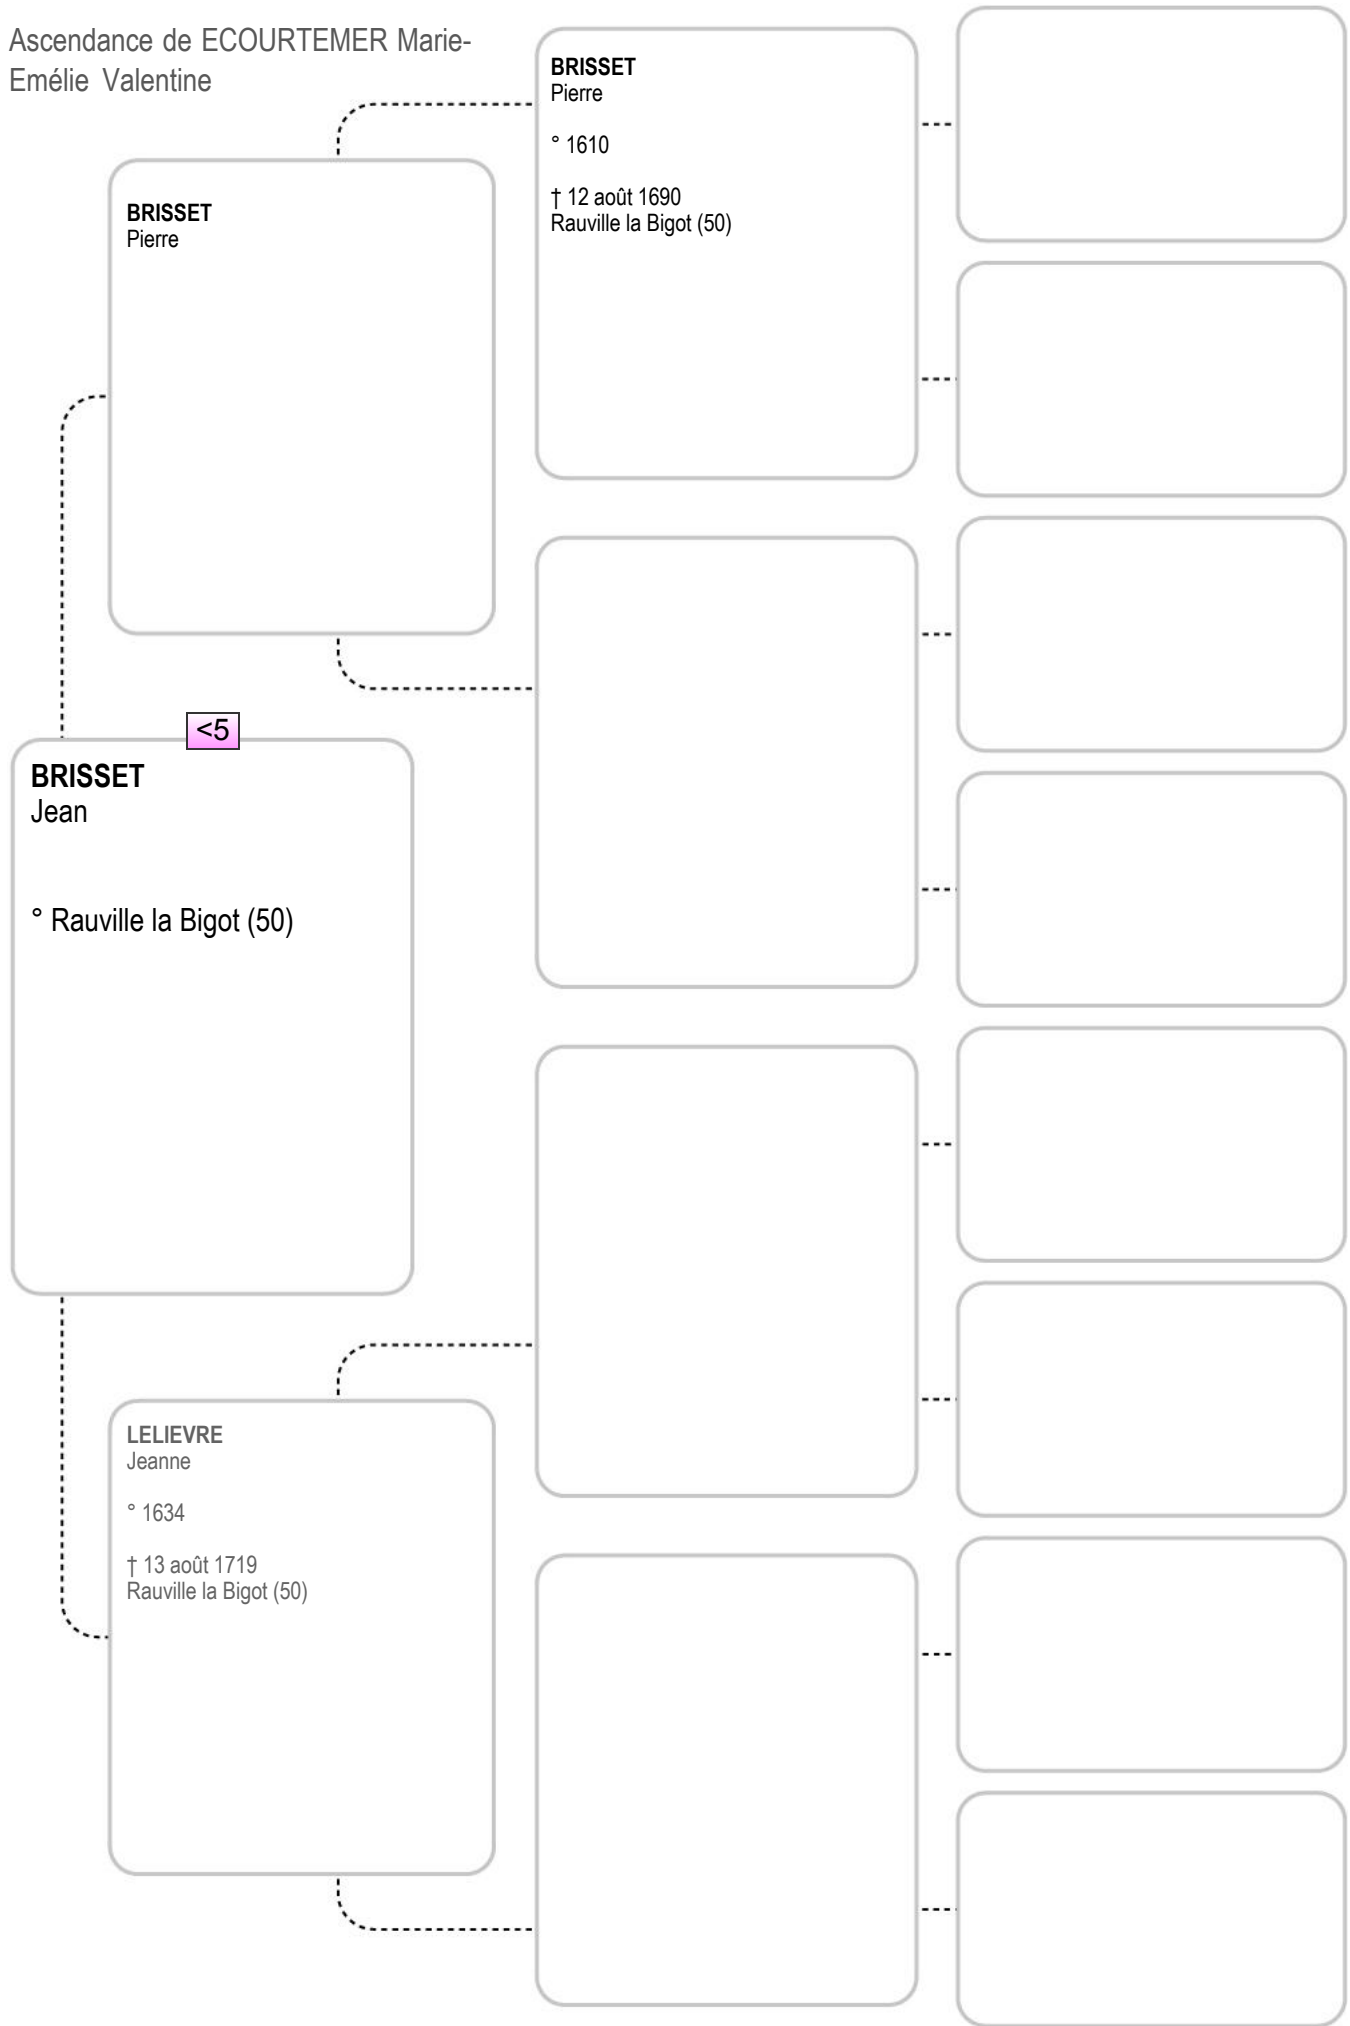 Ascendance de ECOURTEMER Marie-
Emélie Valentine
BRISSET
Pierre
° 1610
† 12 août 1690
Rauville la Bigot (50)
BRISSET
Pierre
<5
BRISSET
Jean
° Rauville la Bigot (50)
LELIEVRE
Jeanne
° 1634
† 13 août 1719
Rauville la Bigot (50)